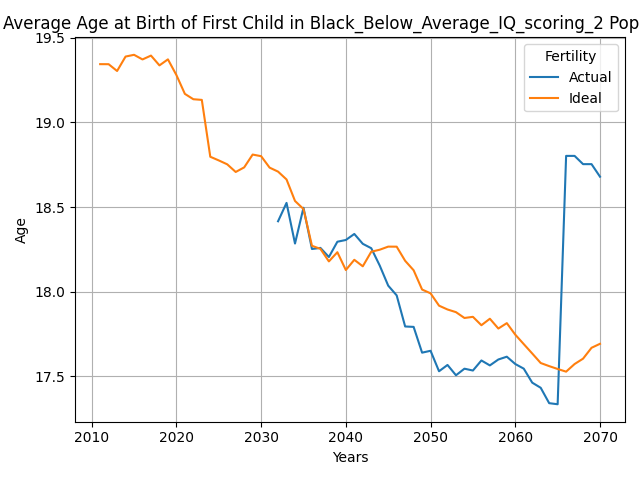 Average Age at Birth of First Child in Black_Below_Average_IQ_scoring_2 Pop
19.5
19.0
18.5
18.0
17.5
Age
Fertility
Actual
Ideal
2010 2020 2030 2040 2050 2060 2070
Years